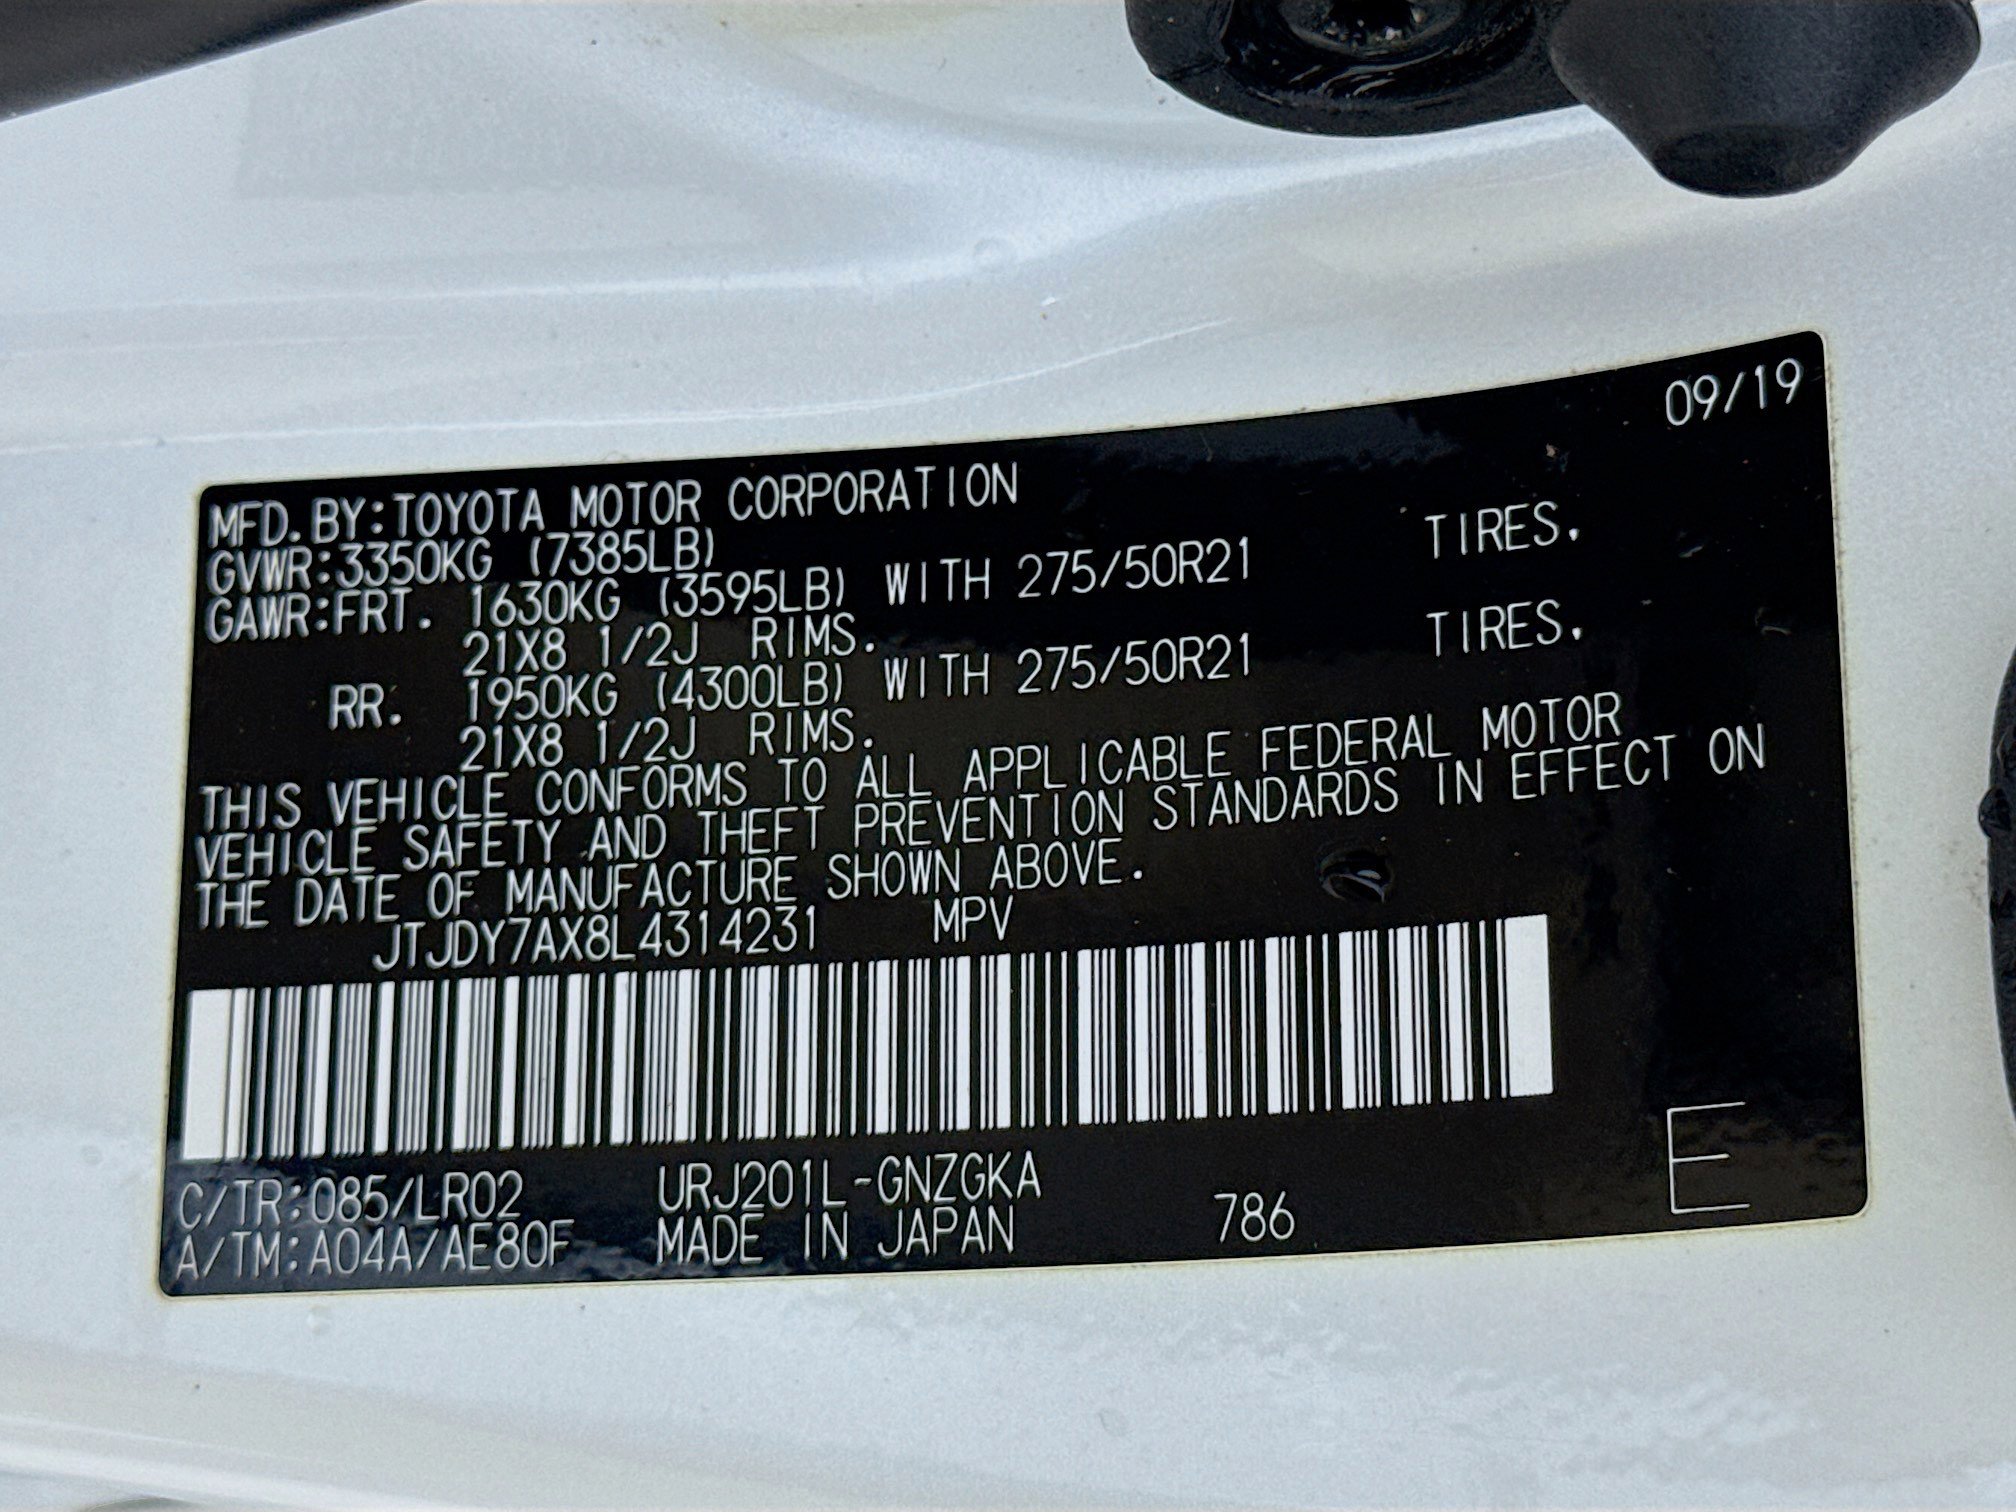 09/19
MFD. BY:TOYOTA MOTOR CORPORATION
GVWR:3350KG (7385LB)
GAWR:FRT. 1630KG (3595LB) WITH 275/50R21 TIRES.
21X8 1/2J RIMS.
RR. 1950KG (4300LB) WITH 275/50R21 TIRES.
21X8 1/2J RIMS.
THIS VEHICLE CONFORMS TO ALL APPLICABLE FEDERAL MOTOR
VEHICLE SAFETY AND THEFT PREVENTION STANDARDS IN EFFECT ON
THE DATE OF MANUFACTURE SHOWN ABOVE.
JTJDY7AX8L4314231 MPV
C/TR:085/LR02 URJ201L-GNZGKA
A/TM:A04A/AE80F MADE IN JAPAN 786 E